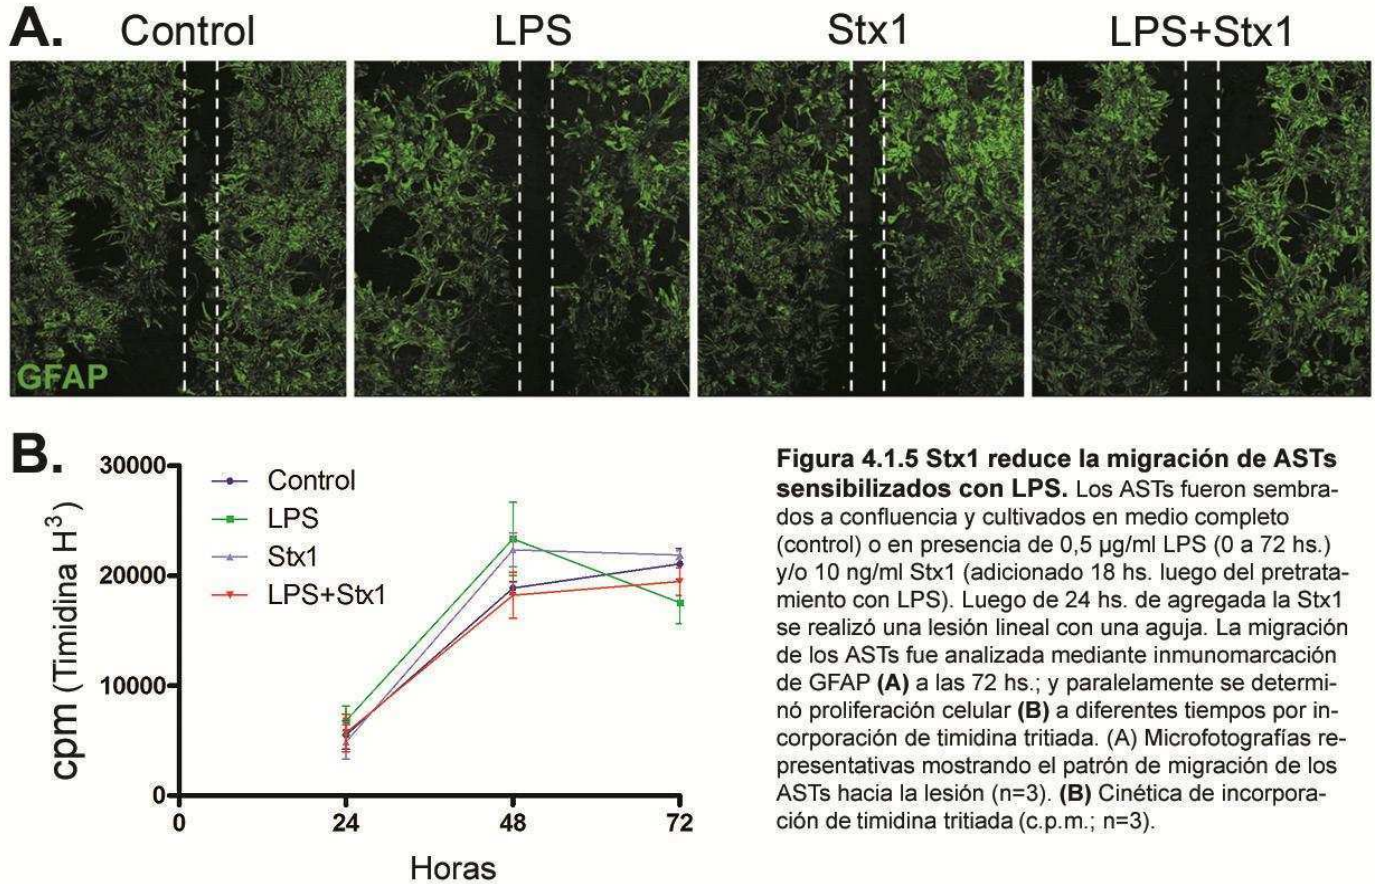 A. Control LPS Stx1 LPS+Stx1
GFAP
B.
30000
20000
10000
0
cpm (Timidina H³)
Control
LPS
Stx1
LPS+Stx1
0 24 48 72
Horas
Figura 4.1.5 Stx1 reduce la migración de ASTs
sensibilizados con LPS. Los ASTs fueron sembra-
dos a confluencia y cultivados en medio completo
(control) o en presencia de 0,5 µg/ml LPS (0 a 72 hs.)
y/o 10 ng/ml Stx1 (adicionado 18 hs. luego del pretrata-
miento con LPS). Luego de 24 hs. de agregada la Stx1
se realizó una lesión lineal con una aguja. La migración
de los ASTs fue analizada mediante inmunomarcación
de GFAP (A) a las 72 hs.; y paralelamente se determi-
nó proliferación celular (B) a diferentes tiempos por in-
corporación de timidina tritiada. (A) Microfotografías re-
presentativas mostrando el patrón de migración de los
ASTs hacia la lesión (n=3). (B) Cinética de incorpora-
ción de timidina tritiada (c.p.m.; n=3).